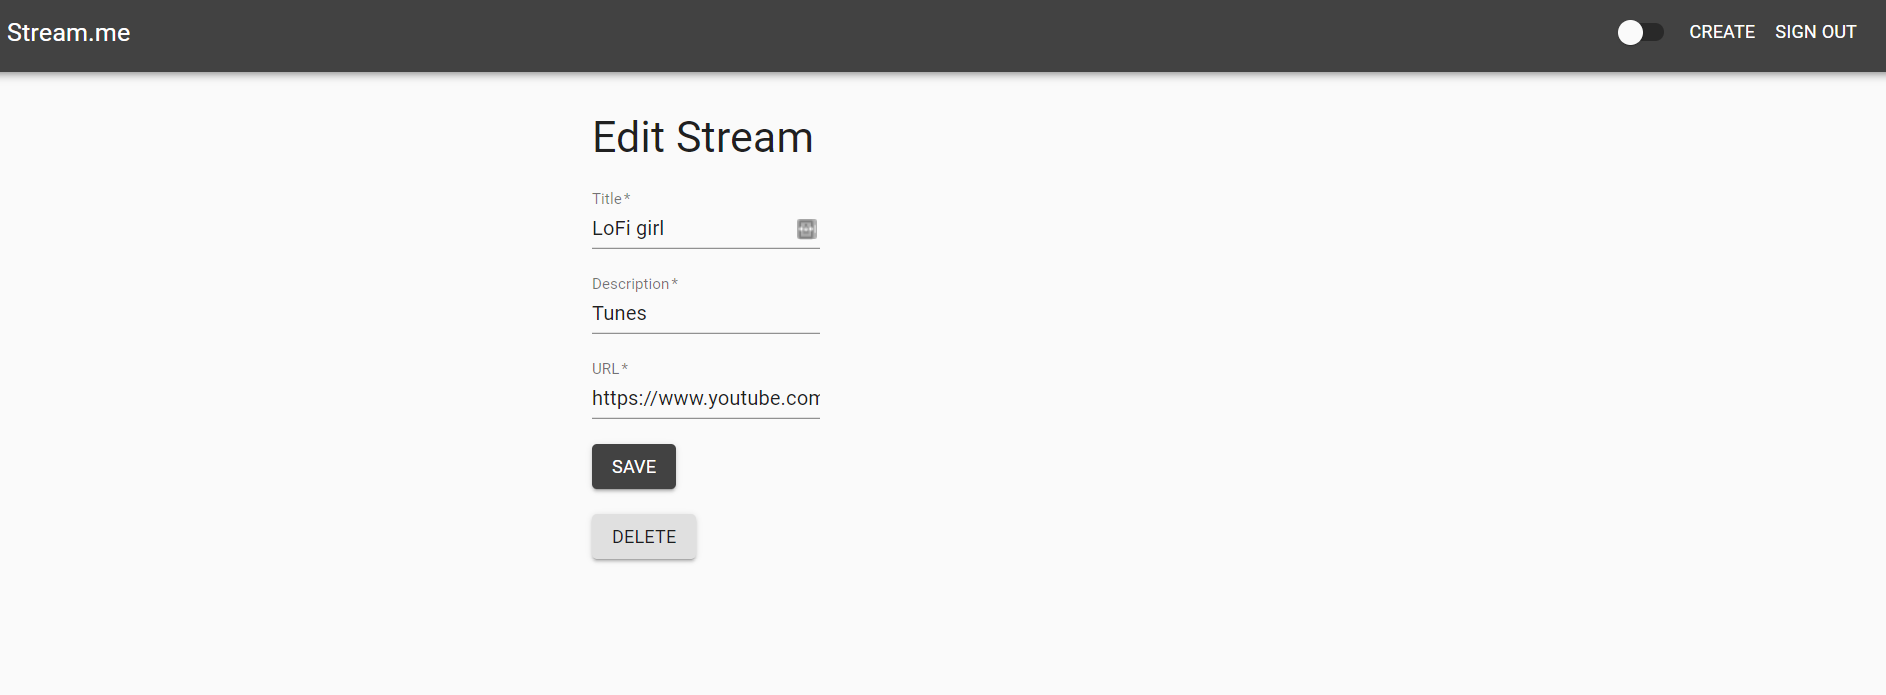 Stream.me
CREATE SIGN OUT
Edit Stream
Title *
LoFi girl
Description *
Tunes
URL *
https://www.youtube.com
SAVE
DELETE